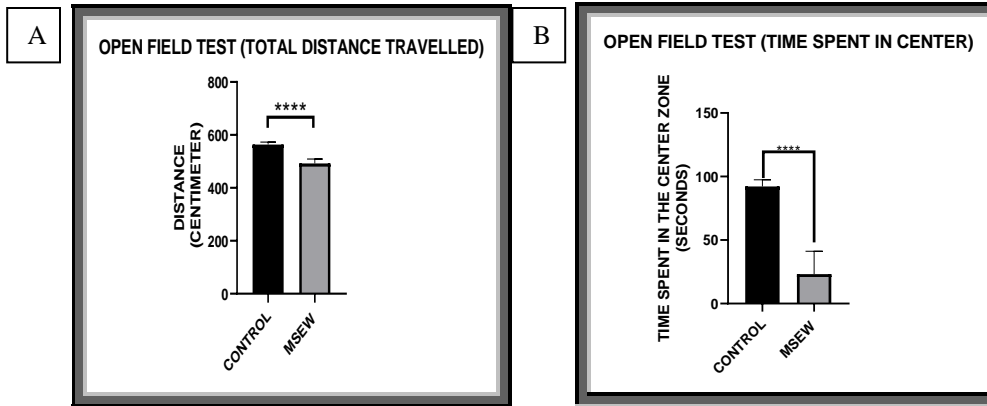 A
OPEN FIELD TEST (TOTAL DISTANCE TRAVELLED)
DISTANCE
(CENTIMETER)
800
600
400
200
0
****
CONTROL
MSEW
B
OPEN FIELD TEST (TIME SPENT IN CENTER)
TIME SPENT IN THE CENTER ZONE
(SECONDS)
150
100
50
0
****
CONTROL
MSEW